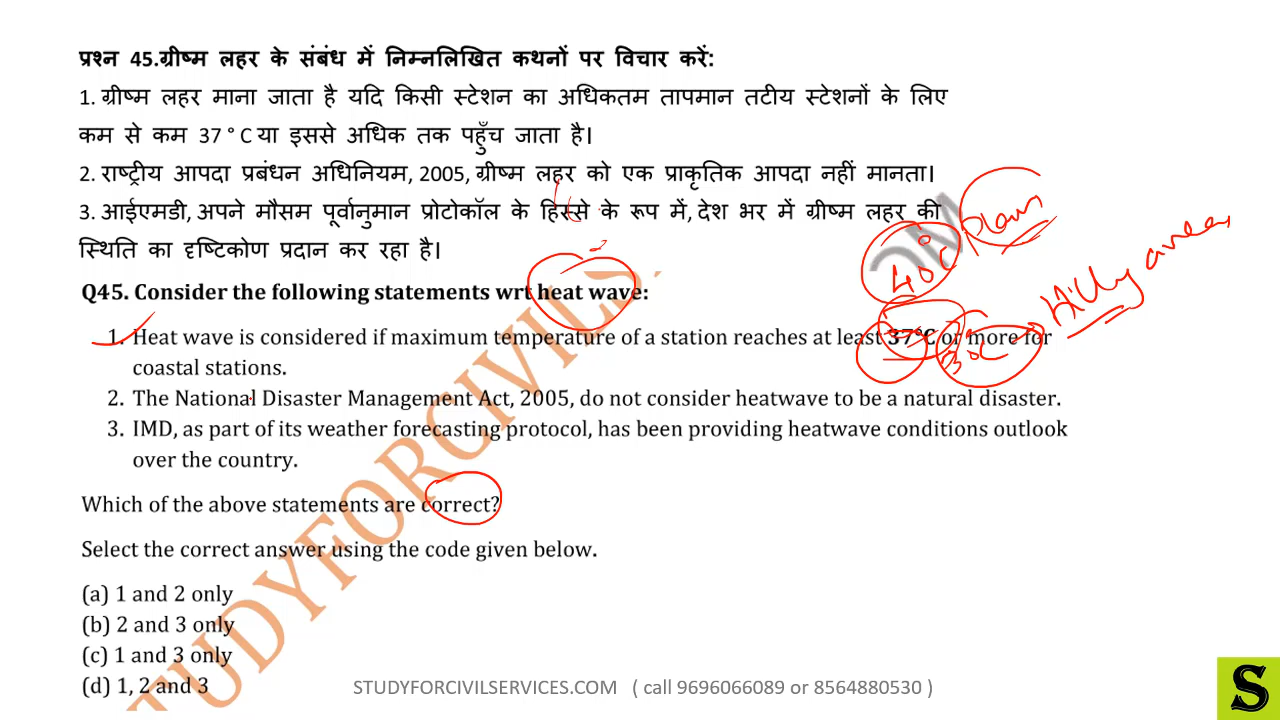 प्रश्न 45.ग्रीष्म लहर के संबंध में निम्नलिखित कथनों पर विचार करें:
1. ग्रीष्म लहर माना जाता है यदि किसी स्टेशन का अधिकतम तापमान तटीय स्टेशनों के लिए
कम से कम 37 ° C या इससे अधिक तक पहुँच जाता है।
2. राष्ट्रीय आपदा प्रबंधन अधिनियम, 2005, ग्रीष्म लहर को एक प्राकृतिक आपदा नहीं मानता।
3. आईएमडी, अपने मौसम पूर्वानुमान प्रोटोकॉल के हिस्से के रूप में, देश भर में ग्रीष्म लहर की
स्थिति का दृष्टिकोण प्रदान कर रहा है।
40°C Plains
30°C → Hilly areas
Q45. Consider the following statements wrt heat wave:
1. Heat wave is considered if maximum temperature of a station reaches at least 37°C or more for
coastal stations.
2. The National Disaster Management Act, 2005, do not consider heatwave to be a natural disaster.
3. IMD, as part of its weather forecasting protocol, has been providing heatwave conditions outlook
over the country.
Which of the above statements are correct?
Select the correct answer using the code given below.
(a) 1 and 2 only
(b) 2 and 3 only
(c) 1 and 3 only
(d) 1, 2 and 3
STUDYFORCIVILSERVICES.COM ( call 9696066089 or 8564880530 )
S